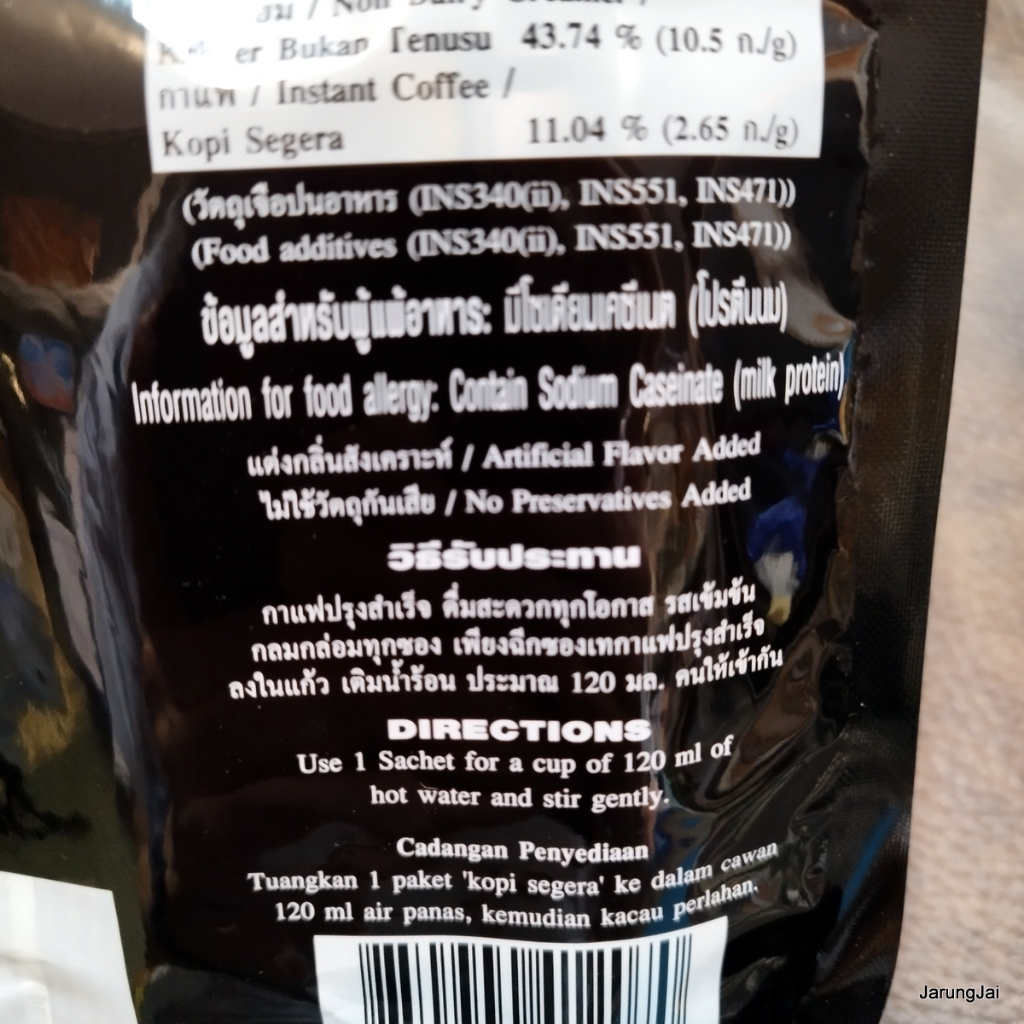 / Non Dairy Creamer /
er Bukan Tenusu 43.74 % (10.5 ก./g)
กาแฟ / Instant Coffee /
Kopi Segera 11.04 % (2.65 ก./g)
(วัตถุเจือปนอาหาร (INS340(ii), INS551, INS471))
(Food additives (INS340(ii), INS551, INS471))
ข้อมูลสำหรับผู้แพ้อาหาร: มีโซเดียมเคซีเนต (โปรตีนนม)
Information for food allergy: Contain Sodium Caseinate (milk protein)
แต่งกลิ่นสังเคราะห์ / Artificial Flavor Added
ไม่ใช้วัตถุกันเสีย / No Preservatives Added
วิธีรับประทาน
กาแฟปรุงสำเร็จ ดื่มสะดวกทุกโอกาส รสเข้มข้น
กลมกล่อมทุกซอง เพียงฉีกซองเทกาแฟปรุงสำเร็จ
ลงในแก้ว เติมน้ำร้อน ประมาณ 120 มล. คนให้เข้ากัน
DIRECTIONS
Use 1 Sachet for a cup of 120 ml of
hot water and stir gently.
Cadangan Penyediaan
Tuangkan 1 paket 'kopi segera' ke dalam cawan
120 ml air panas, kemudian kacau perlahan.
JarungJai